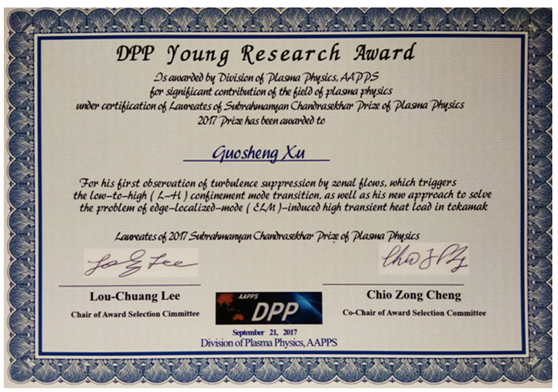 DPP Young Research Award
Is awarded by Division of Plasma Physics, AAPPS
for significant contribution of the field of plasma physics
under certification of Laureates of Subrahmanyan Chandrasekhar Prize of Plasma Physics
2017 Prize has been awarded to
Guosheng Xu
For his first observation of turbulence suppression by zonal flows, which triggers
the low-to-high ( L-H ) confinement mode transition, as well as his new approach to solve
the problem of edge-localized-mode ( ELM )-induced high transient heat load in tokamak
Laureates of 2017 Subrahmanyan Chandrasekhar Prize of Plasma Physics
Lou-Chuang Lee
Chio Zong Cheng
Chair of Award Selection Cimmittee
Co-Chair of Award Selection Committee
AAPPS
DPP
September 21, 2017
Division of Plasma Physics, AAPPS